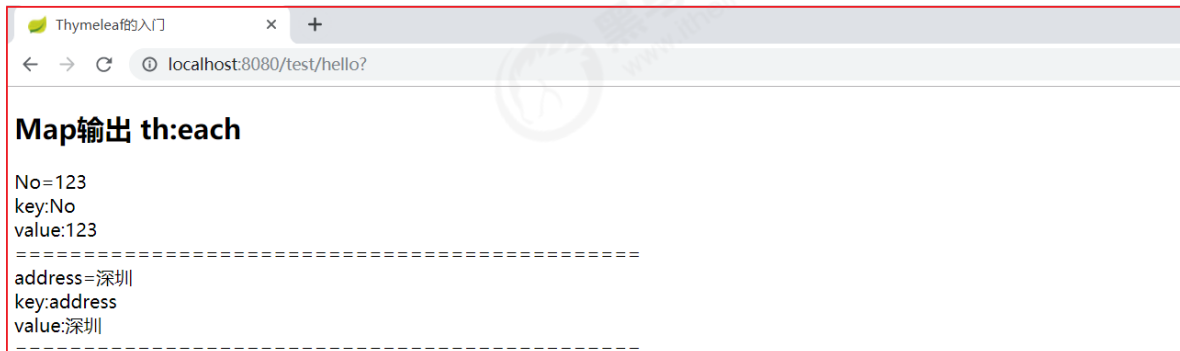 Thymeleaf的入门
localhost:8080/test/hello?
Map输出 th:each
No=123
key:No
value:123
==============================================
address=深圳
key:address
value:深圳
==============================================